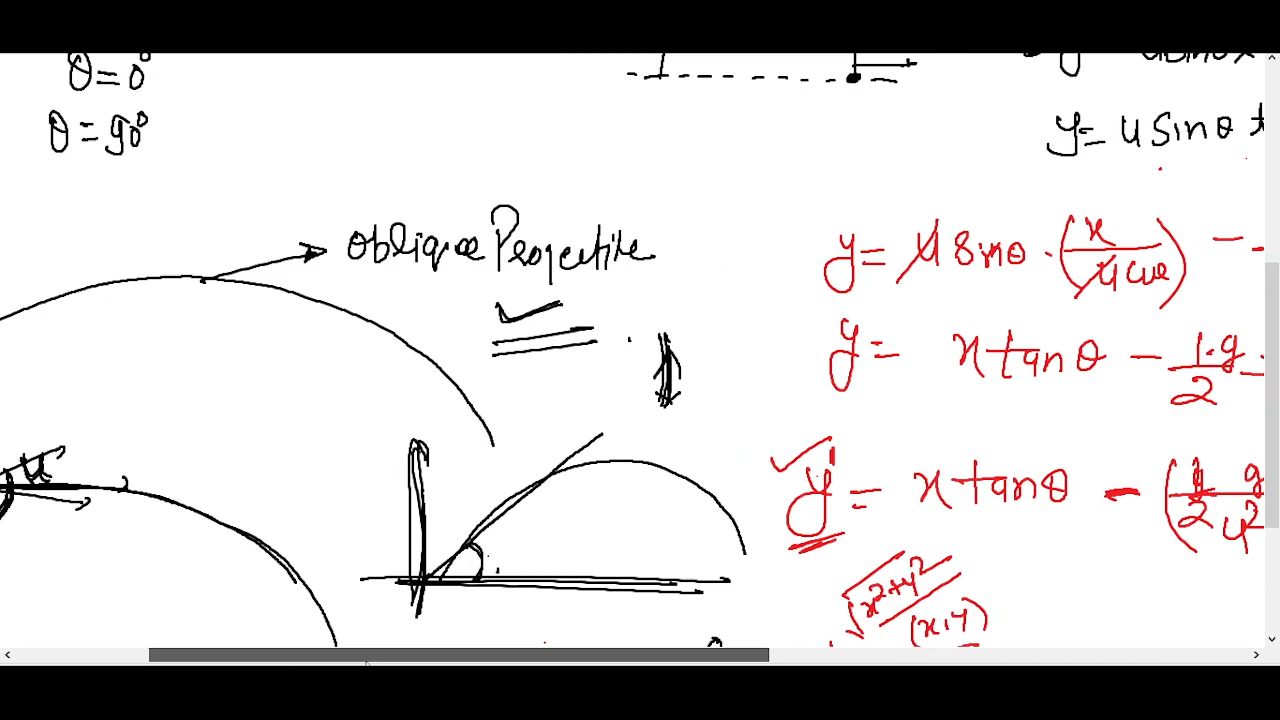 θ = 0°
θ = 90°
y = u Sinθ t
oblique Projectile
y = u Sinθ · (x / u cosθ) -
y = x tanθ - 1·g / 2
u
y = x tanθ - (1 g / 2 u²
√x²+y²
(x,y)